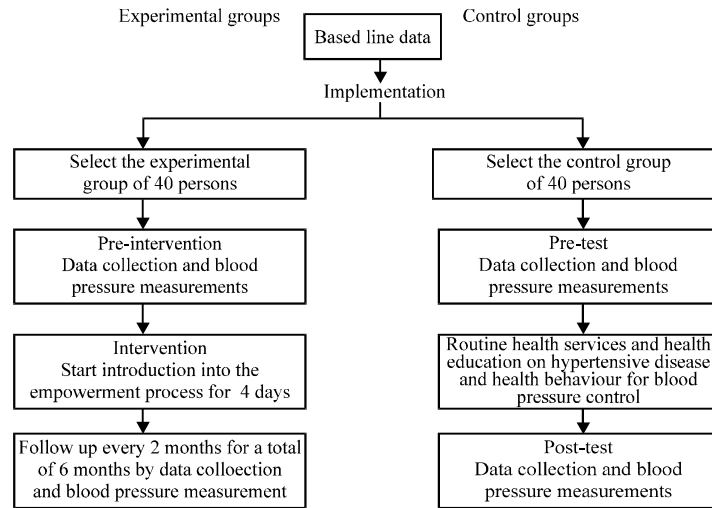 Experimental groups
Control groups
Based line data
Implementation
Select the experimental
group of 40 persons
Select the control group
of 40 persons
Pre-intervention
Data collection and blood
pressure measurements
Pre-test
Data collection and blood
pressure measurements
Intervention
Start introduction into the
empowerment process for 4 days
Routine health services and health
education on hypertensive disease
and health behaviour for blood
pressure control
Follow up every 2 months for a total
of 6 months by data colloection
and blood pressure measurement
Post-test
Data collection and blood
pressure measurements